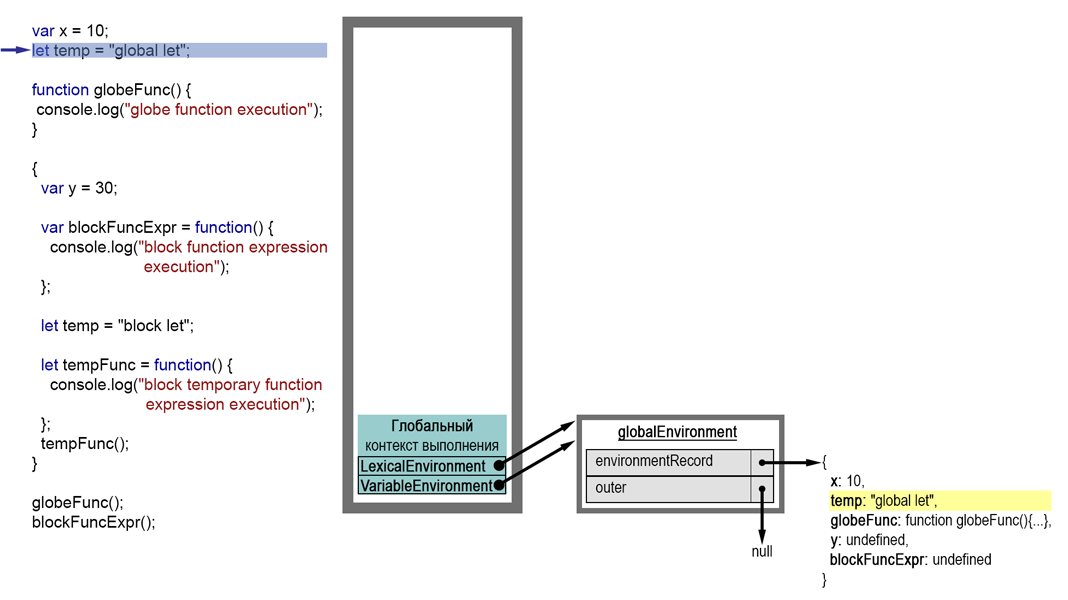 var x = 10;
let temp = "global let";
function globeFunc() {
console.log("globe function execution");
}
{
var y = 30;
var blockFuncExpr = function() {
console.log("block function expression
execution");
};
let temp = "block let";
let tempFunc = function() {
console.log("block temporary function
expression execution");
};
tempFunc();
}
globeFunc();
blockFuncExpr();
Глобальный
контекст выполнения
LexicalEnvironment
VariableEnvironment
globalEnvironment
environmentRecord
outer
null
{
x: 10,
temp: "global let",
globeFunc: function globeFunc(){...},
y: undefined,
blockFuncExpr: undefined
}